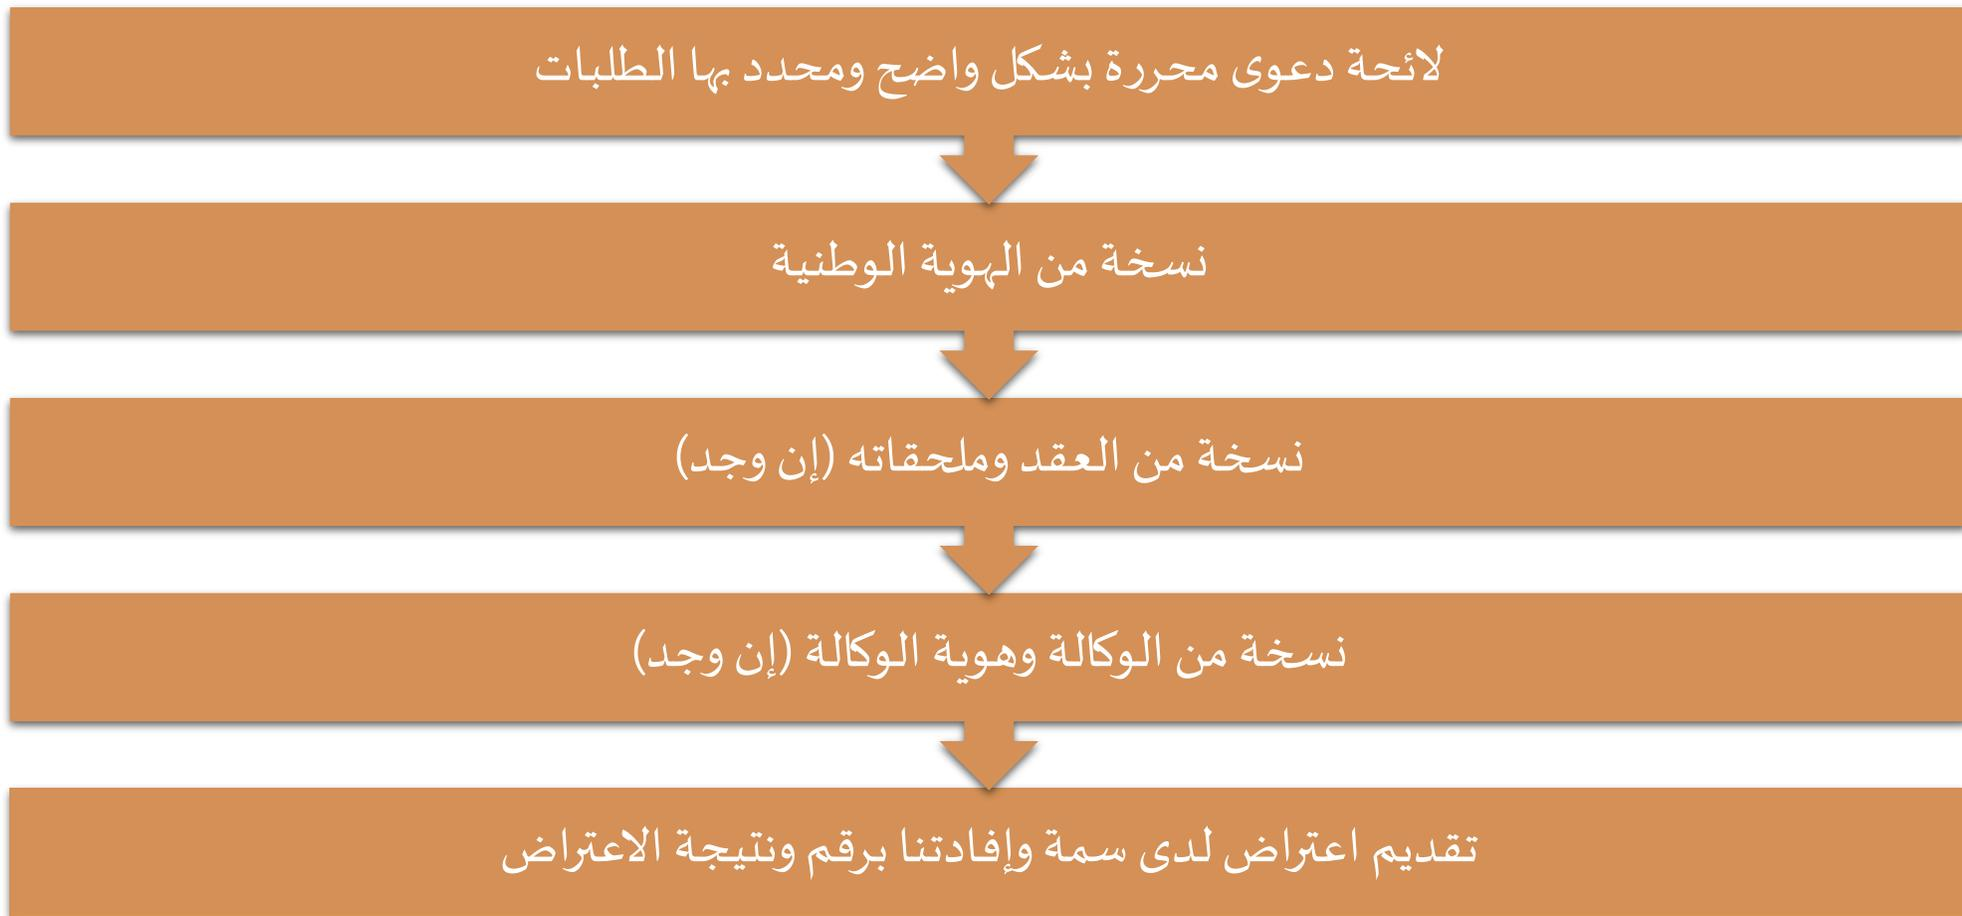 لائحة دعوى محررة بشكل واضح ومحدد بها الطلبات
نسخة من الهوية الوطنية
نسخة من العقد وملحقاته (إن وجد)
نسخة من الوكالة وهوية الوكالة (إن وجد)
تقديم اعتراض لدى سمة وإفادتنا برقم ونتيجة الاعتراض